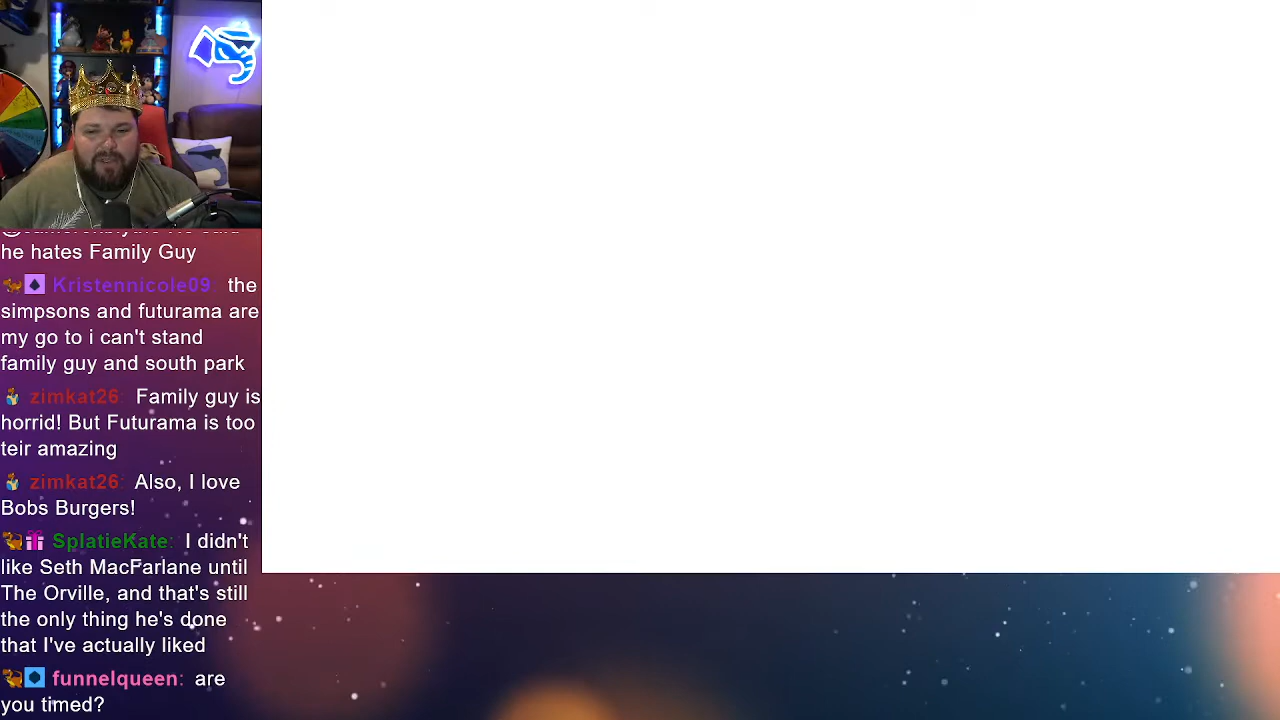 he hates Family Guy
Kristennicole09: the
simpsons and futurama are
my go to i can't stand
family guy and south park
zimkat26: Family guy is
horrid! But Futurama is too
teir amazing
zimkat26: Also, I love
Bobs Burgers!
SplatieKate: I didn't
like Seth MacFarlane until
The Orville, and that's still
the only thing he's done
that I've actually liked
funnelqueen: are
you timed?